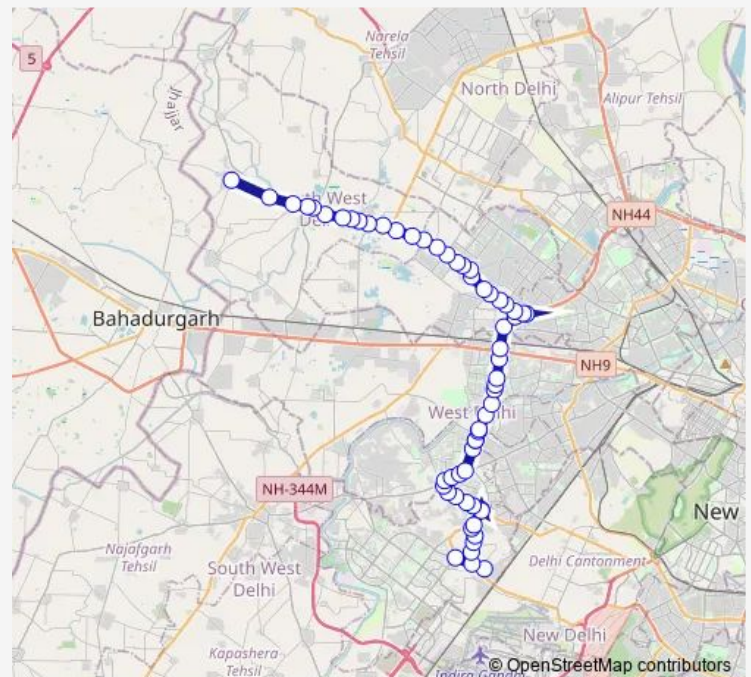 5
Narela
Tehsil
North Delhi
Alipur Tehsil
Jhajjar
NH44
Bahadurgarh
NH9
West Delhi
NH-344M
New
Najafgarh
Tehsil
South West
Delhi
Delhi Cantonment
New Delhi
Kapashera
Tehsil
© OpenStreetMap contributors